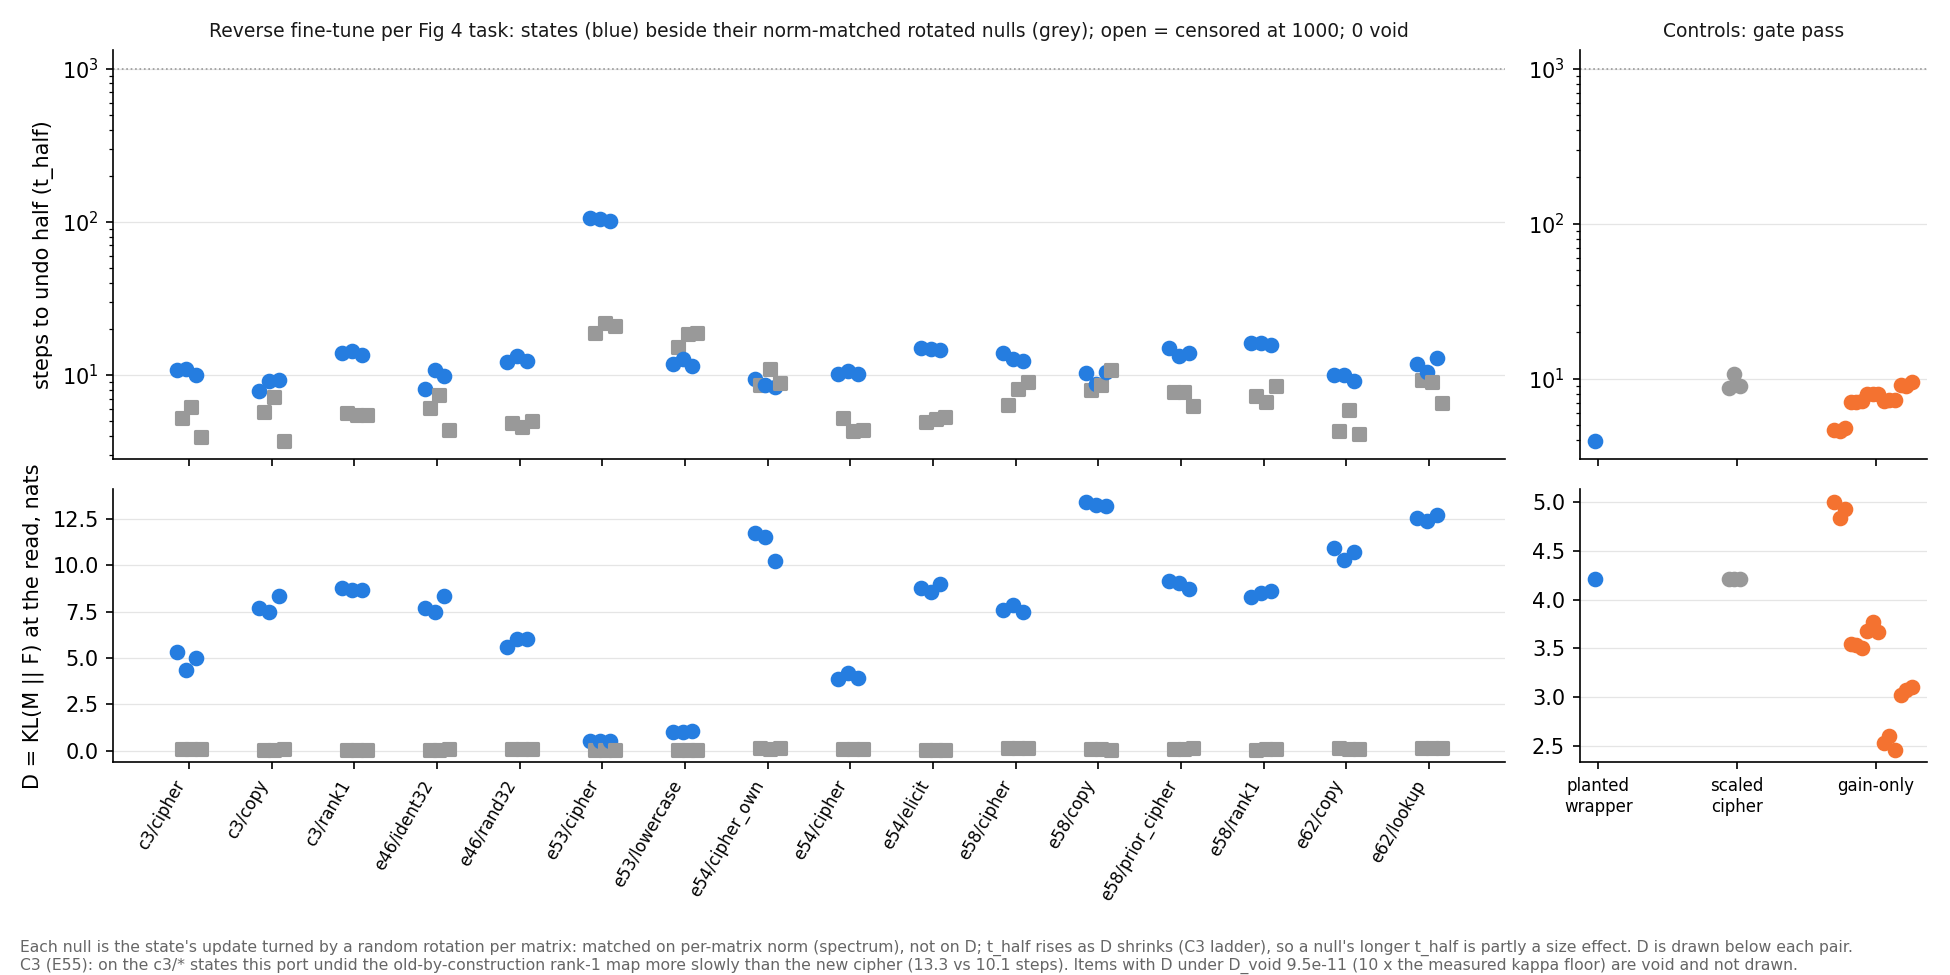 Reverse fine-tune per Fig 4 task: states (blue) beside their norm-matched rotated nulls (grey); open = censored at 1000; 0 void
Controls: gate pass
steps to undo half (t_half)
10³
10²
10¹
10³
10²
10¹
D = KL(M || F) at the read, nats
12.5
10.0
7.5
5.0
2.5
0.0
5.0
4.5
4.0
3.5
3.0
2.5
c3/cipher
c3/copy
c3/rank1
e46/ident32
e46/rand32
e53/cipher
e53/lowercase
e54/cipher_own
e54/cipher
e54/elicit
e58/cipher
e58/copy
e58/prior_cipher
e58/rank1
e62/copy
e62/lookup
planted
wrapper
scaled
cipher
gain-only
Each null is the state's update turned by a random rotation per matrix: matched on per-matrix norm (spectrum), not on D; t_half rises as D shrinks (C3 ladder), so a null's longer t_half is partly a size effect. D is drawn below each pair.
C3 (E55): on the c3/* states this port undid the old-by-construction rank-1 map more slowly than the new cipher (13.3 vs 10.1 steps). Items with D under D_void 9.5e-11 (10 x the measured kappa floor) are void and not drawn.